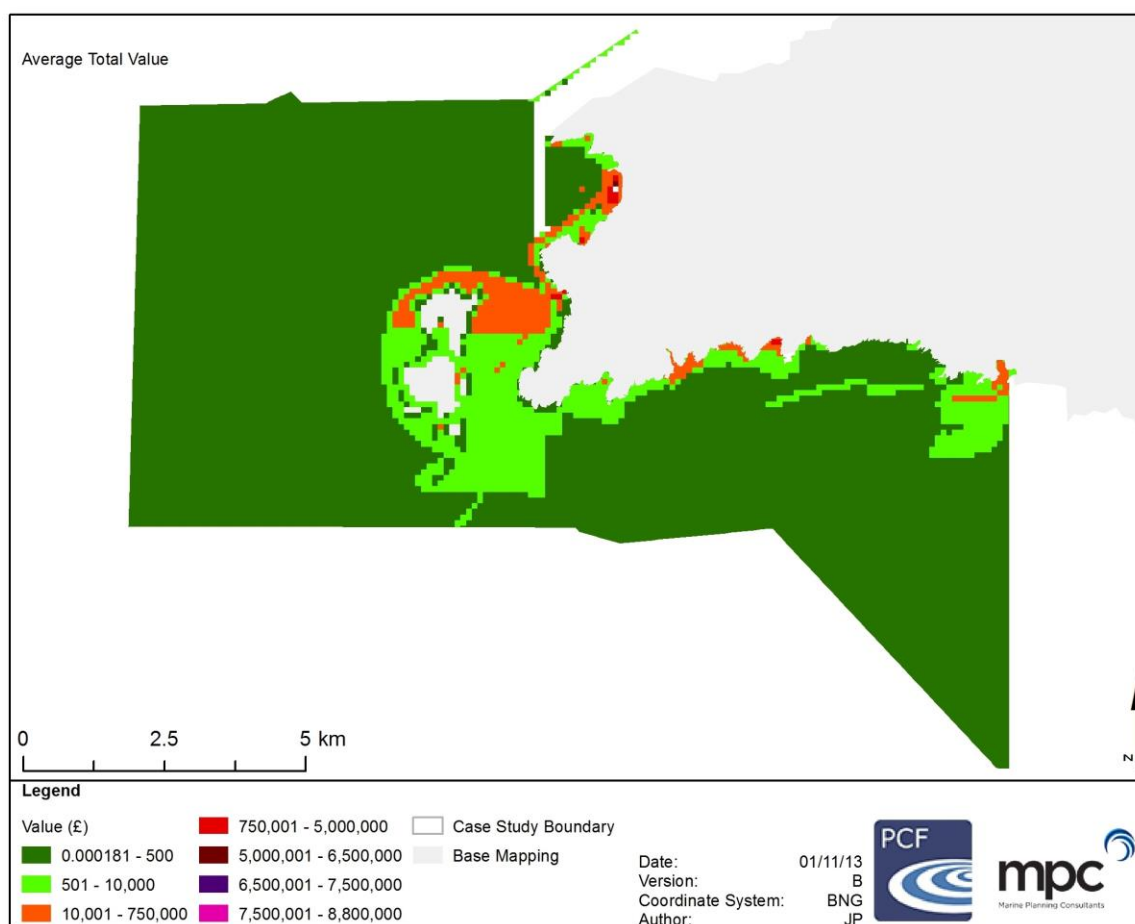 Average Total Value
0 2.5 5 km
N
Legend
Value (£)
0.000181 - 500
501 - 10,000
10,001 - 750,000
750,001 - 5,000,000
5,000,001 - 6,500,000
6,500,001 - 7,500,000
7,500,001 - 8,800,000
Case Study Boundary
Base Mapping
Date: 01/11/13
Version: B
Coordinate System: BNG
Author: JP
PCF
mpc
Marine Planning Consultants